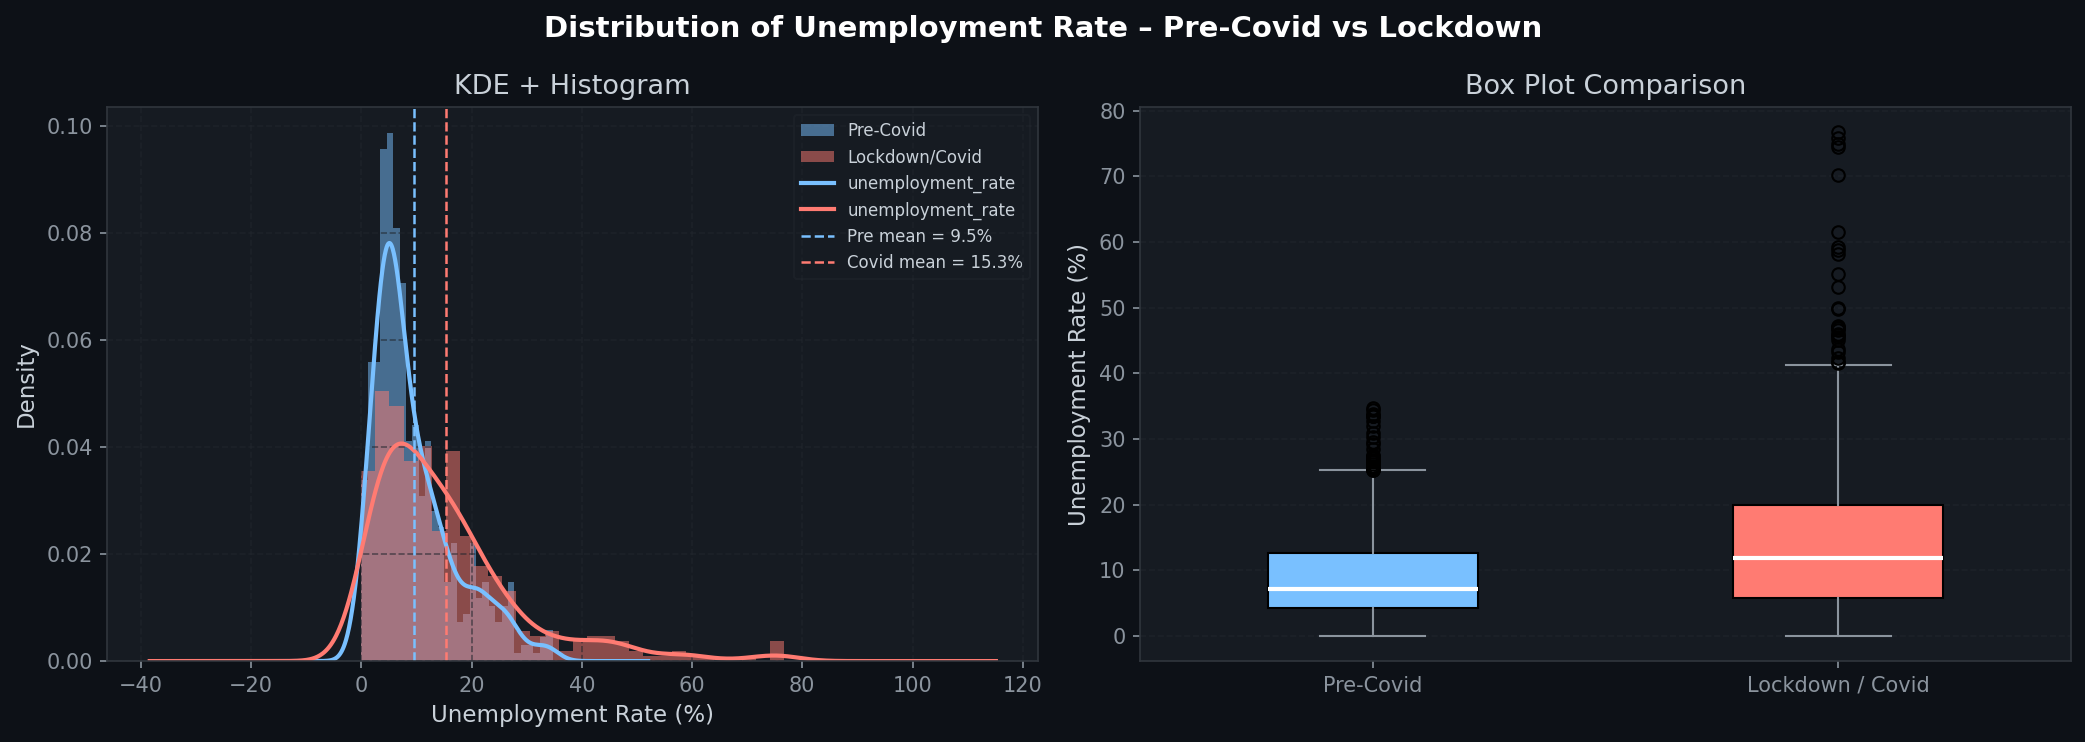 Distribution of Unemployment Rate – Pre-Covid vs Lockdown
KDE + Histogram
Density
0.10
0.08
0.06
0.04
0.02
0.00
−40
−20
0
20
40
60
80
100
120
Unemployment Rate (%)
Pre-Covid
Lockdown/Covid
unemployment_rate
unemployment_rate
Pre mean = 9.5%
Covid mean = 15.3%
Box Plot Comparison
Unemployment Rate (%)
80
70
60
50
40
30
20
10
0
Pre-Covid
Lockdown / Covid